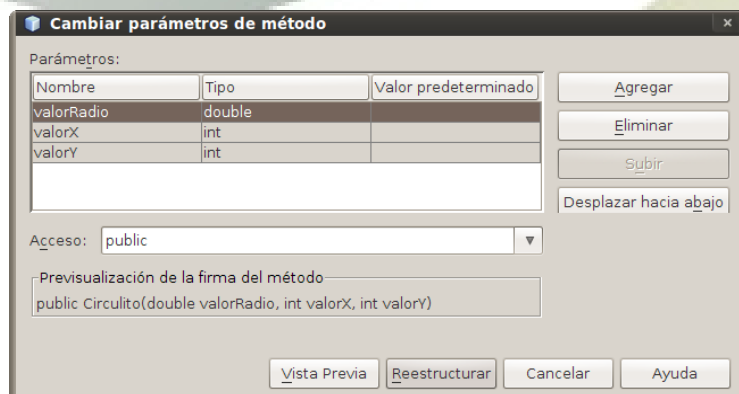 Cambiar parámetros de método
Parámetros:
Nombre Tipo Valor predeterminado
valorRadio double
valorX int
valorY int
Agregar
Eliminar
Subir
Desplazar hacia abajo
Acceso: public
Previsualización de la firma del método
public Circulito(double valorRadio, int valorX, int valorY)
Vista Previa Reestructurar Cancelar Ayuda